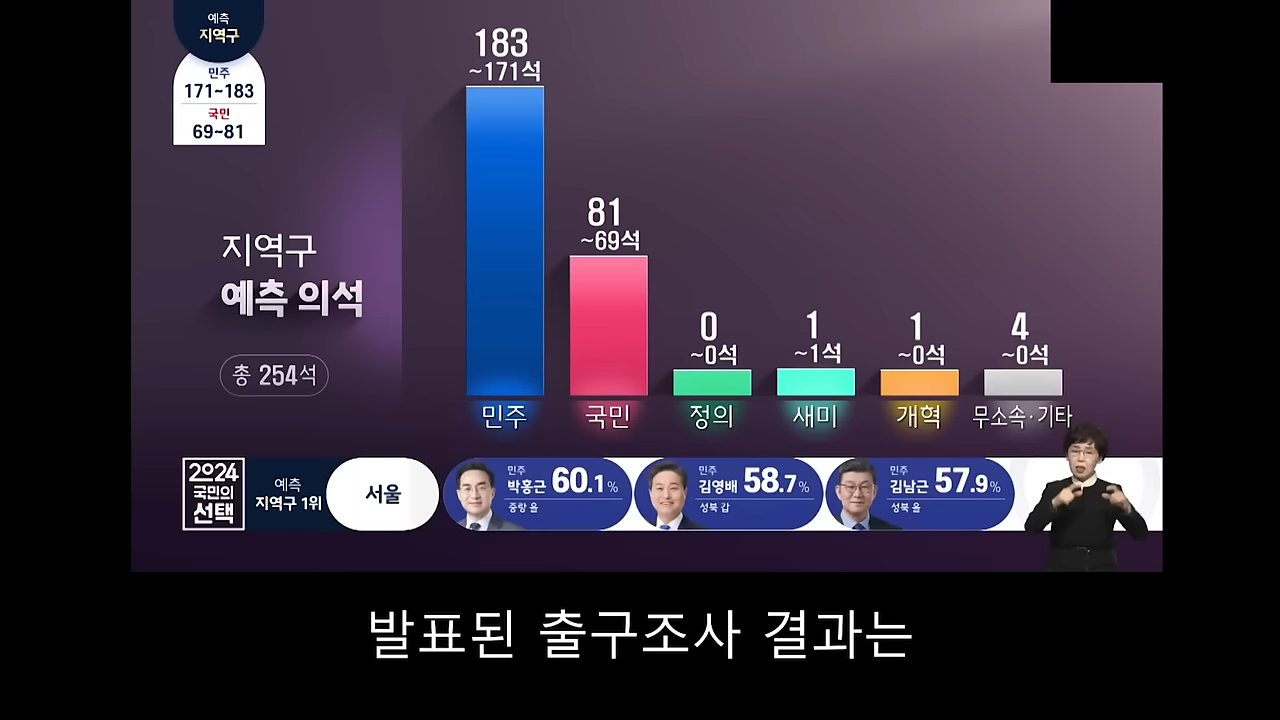 예측
지역구
민주
171~183
국민
69~81
183
~171석
81
~69석
0
~0석
1
~1석
1
~0석
4
~0석
지역구
예측 의석
총 254석
민주
국민
정의
새미
개혁
무소속·기타
2024
국민의
선택
예측
지역구 1위
서울
민주
박홍근 60.1%
중랑 을
민주
김영배 58.7%
성북 갑
민주
김남근 57.9%
성북 을
발표된 출구조사 결과는